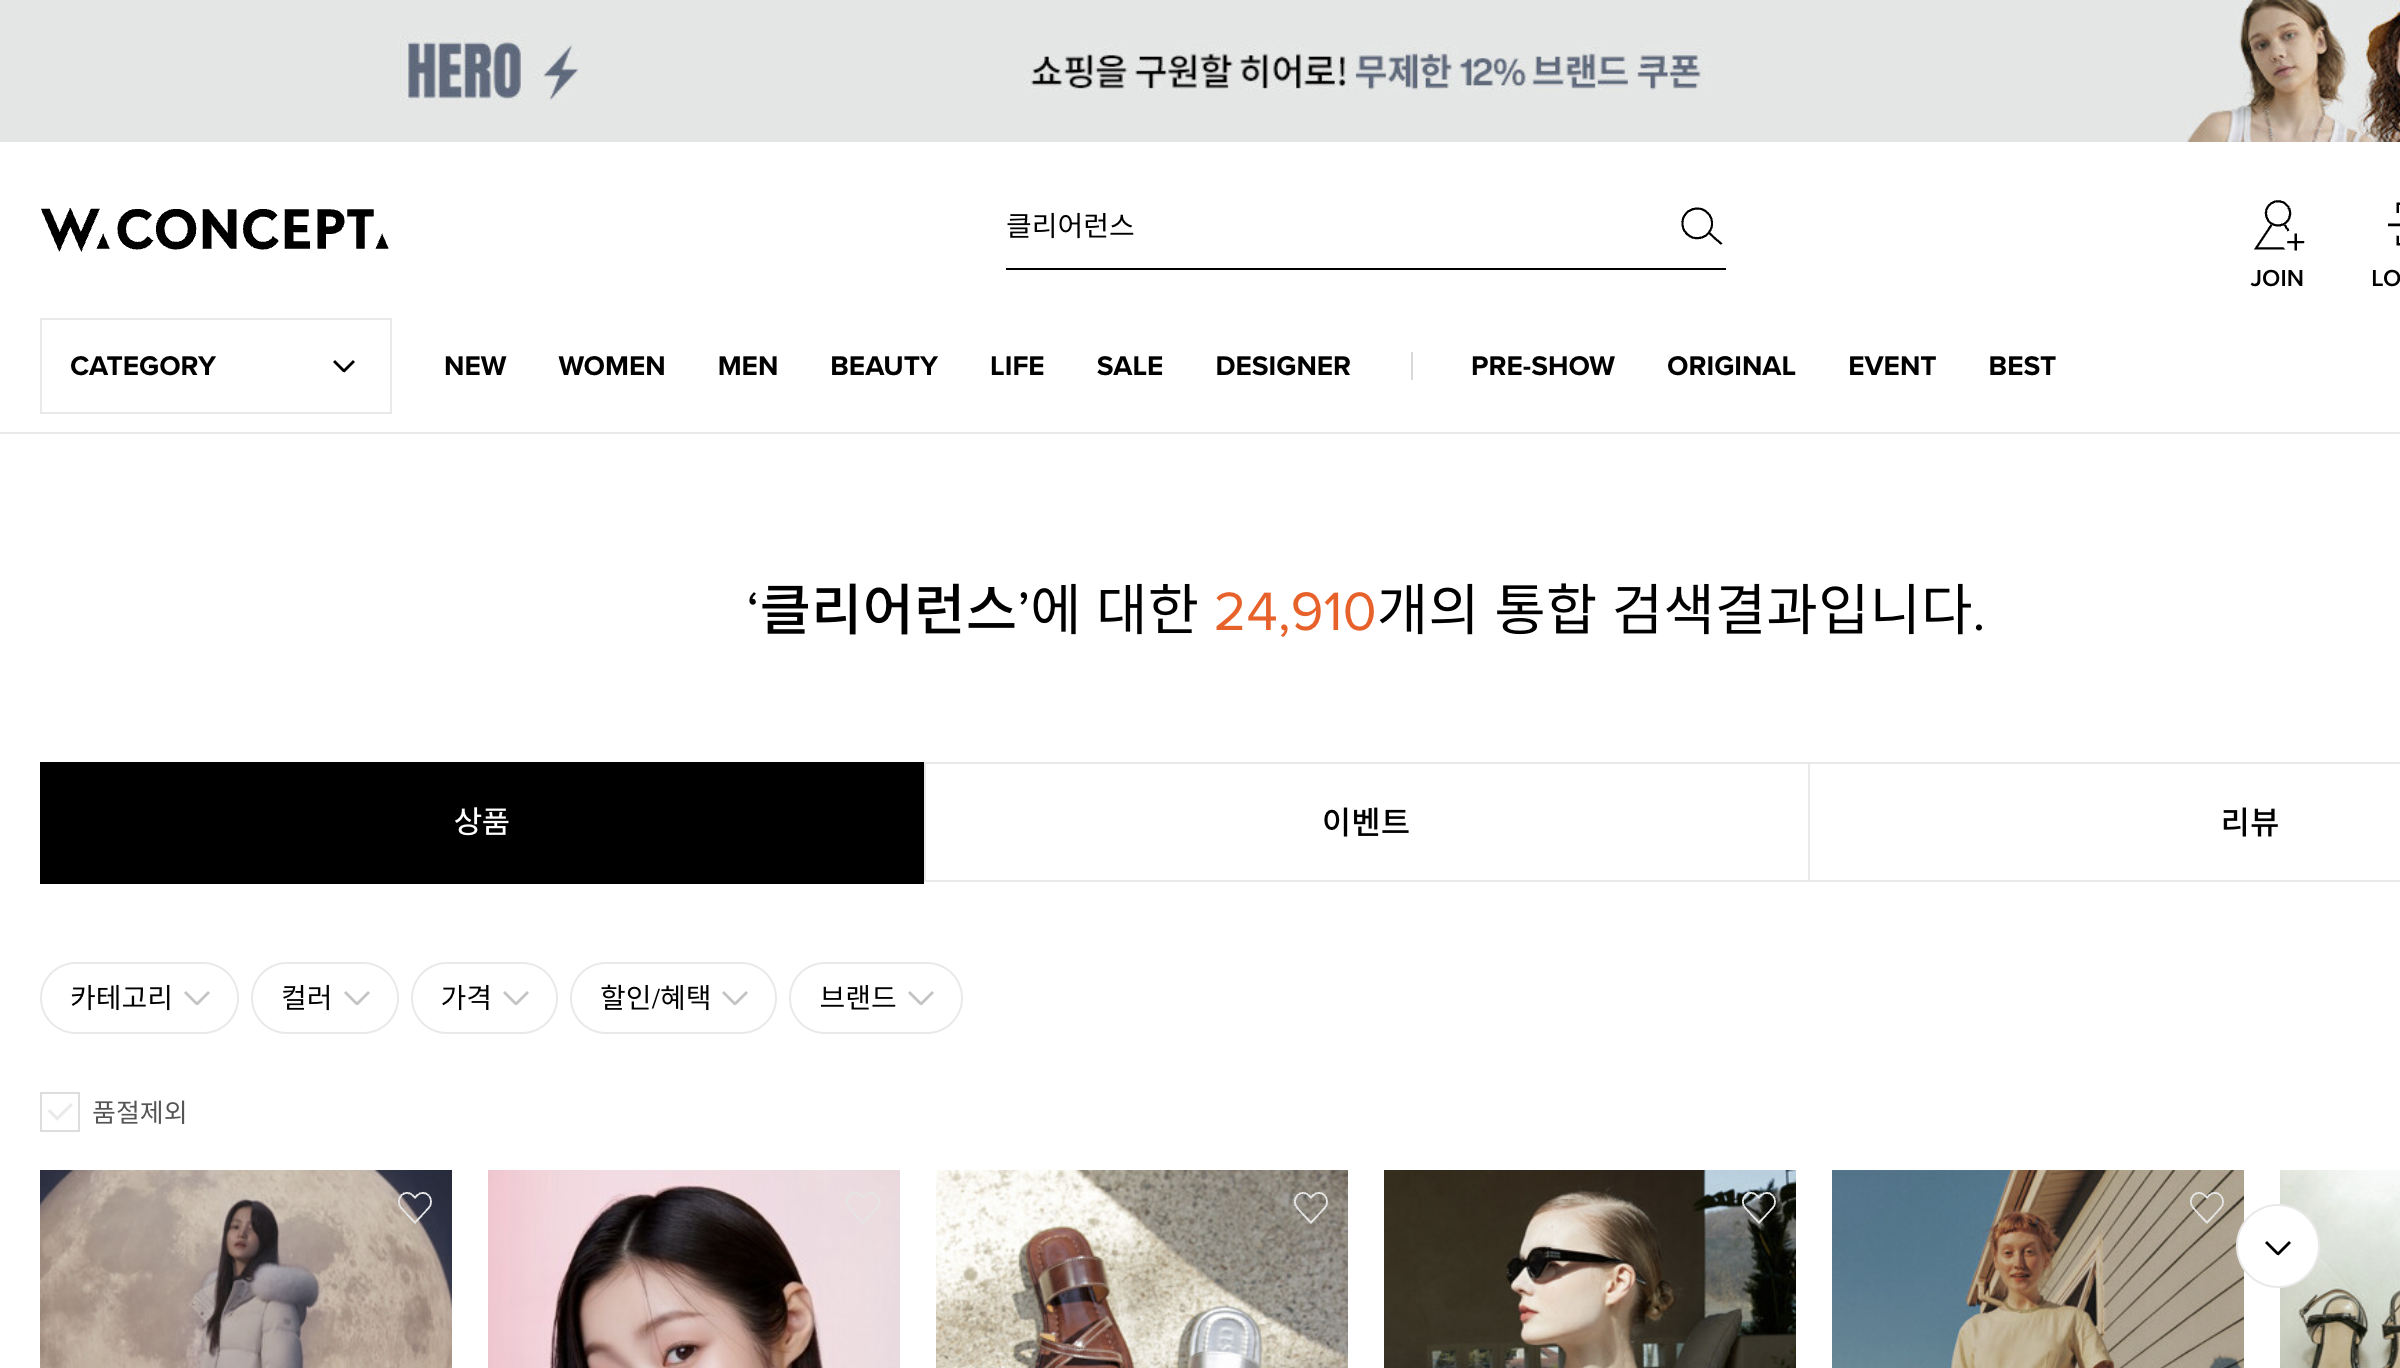 HERO
쇼핑을 구원할 히어로! 무제한 12% 브랜드 쿠폰
W.CONCEPT.
클리어런스
JOIN
CATEGORY NEW WOMEN MEN BEAUTY LIFE SALE DESIGNER PRE-SHOW ORIGINAL EVENT BEST
‘클리어런스’에 대한 24,910개의 통합 검색결과입니다.
상품 이벤트 리뷰
카테고리 컬러 가격 할인/혜택 브랜드
품절제외